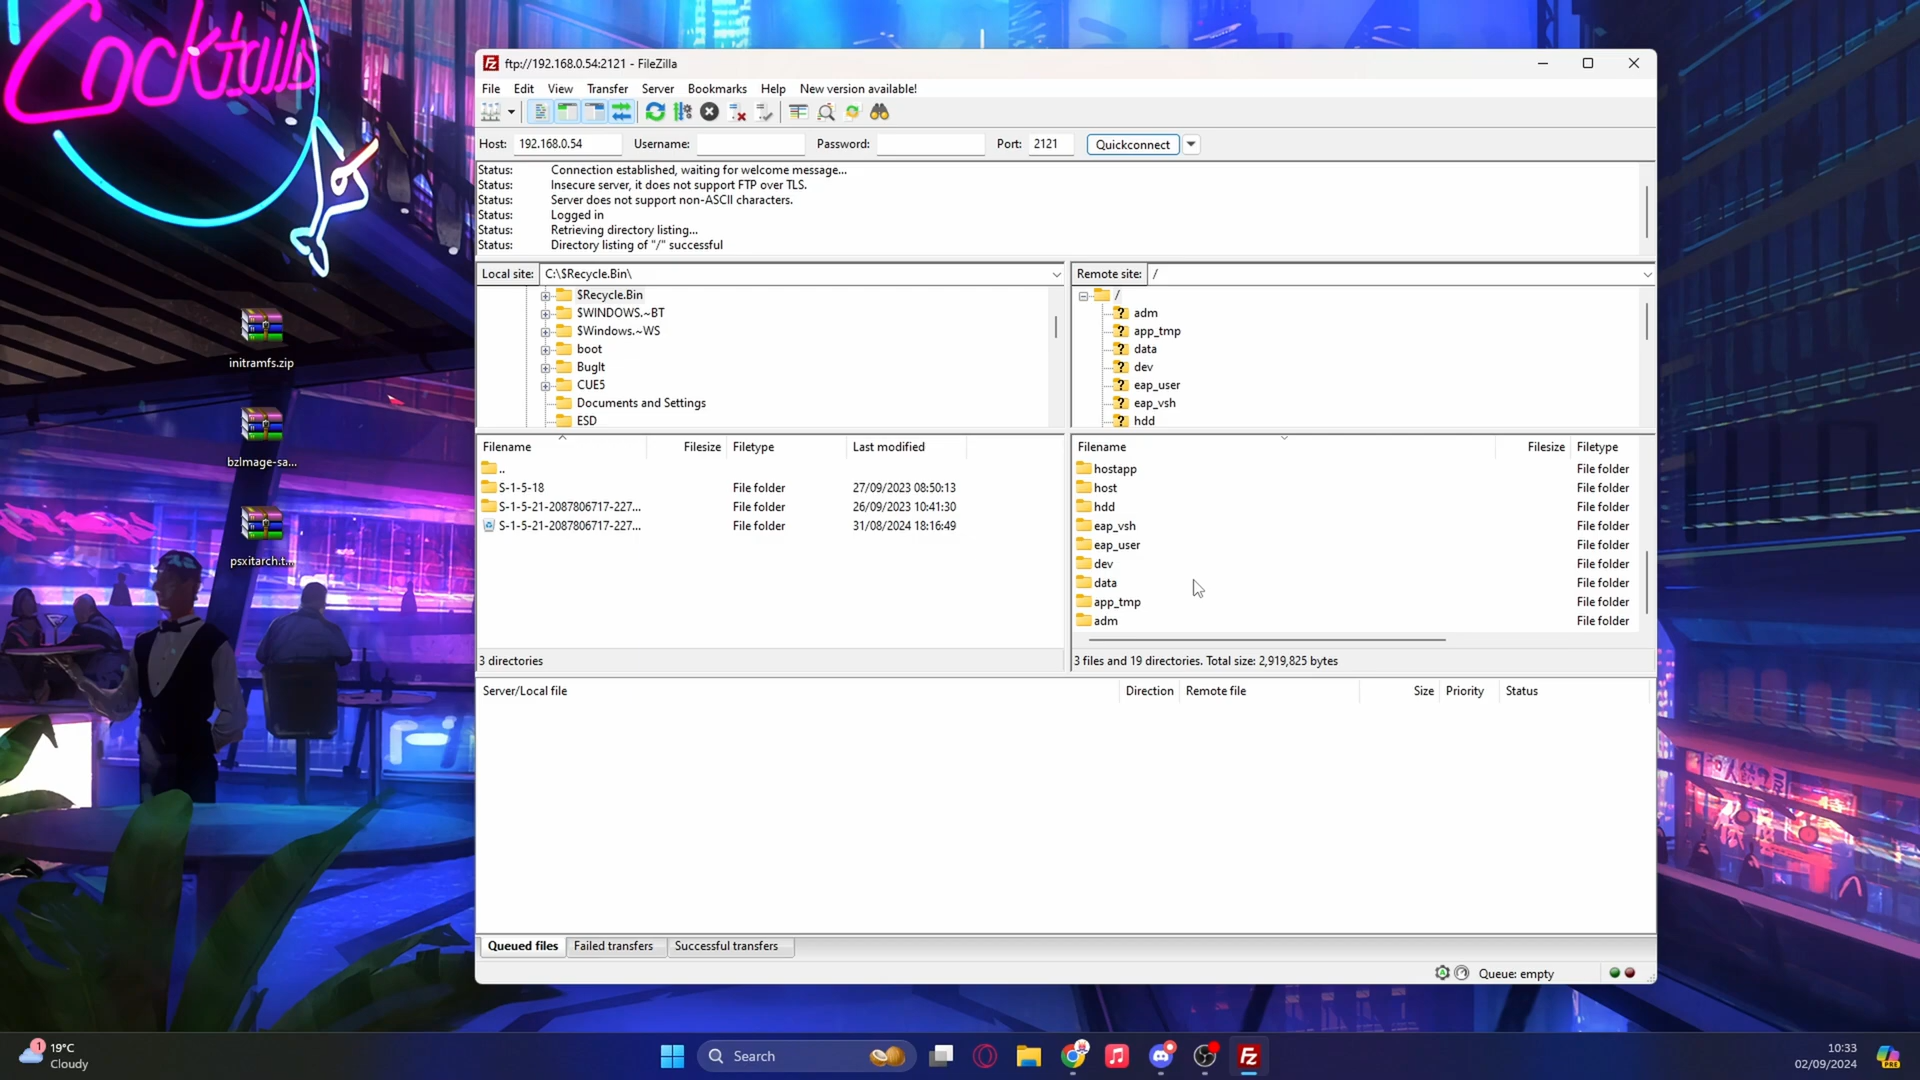 Cocktails
initramfs.zip
bzImage-sa...
psxitarch.t...
ftp://192.168.0.54:2121 - FileZilla
File Edit View Transfer Server Bookmarks Help New version available!
Host: 192.168.0.54 Username: Password: Port: 2121 Quickconnect
Status: Connection established, waiting for welcome message...
Status: Insecure server, it does not support FTP over TLS.
Status: Server does not support non-ASCII characters.
Status: Logged in
Status: Retrieving directory listing...
Status: Directory listing of "/" successful
Local site: C:\$Recycle.Bin\
$Recycle.Bin
$WINDOWS.~BT
$Windows.~WS
boot
BugIt
CUE5
Documents and Settings
ESD
Remote site: /
/
adm
app_tmp
data
dev
eap_user
eap_vsh
hdd
Filename Filesize Filetype Last modified
..
S-1-5-18 File folder 27/09/2023 08:50:13
S-1-5-21-2087806717-227... File folder 26/09/2023 10:41:30
S-1-5-21-2087806717-227... File folder 31/08/2024 18:16:49
3 directories
Filename Filesize Filetype
hostapp File folder
host File folder
hdd File folder
eap_vsh File folder
eap_user File folder
dev File folder
data File folder
app_tmp File folder
adm File folder
3 files and 19 directories. Total size: 2,919,825 bytes
Server/Local file Direction Remote file Size Priority Status
Queued files Failed transfers Successful transfers
Queue: empty
1
19°C
Cloudy
Search
10:33
02/09/2024
PRE